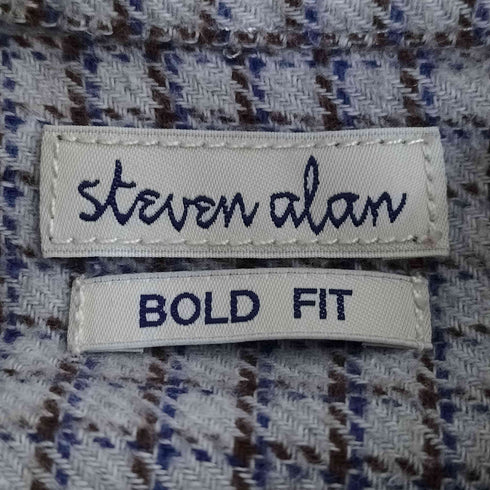 steven alan
BOLD FIT